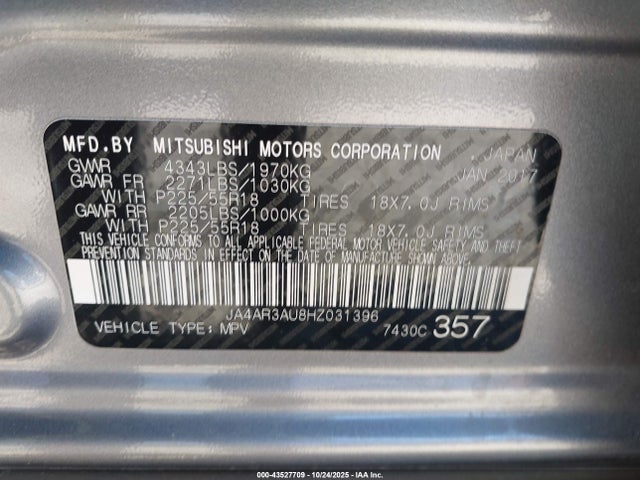 MFD.BY MITSUBISHI MOTORS CORPORATION , JAPAN
GVWR 4343LBS/1970KG JAN 2017
GAWR FR 2271LBS/1030KG
WITH P225/55R18 TIRES 18X7.0J RIMS
GAWR RR 2205LBS/1000KG
WITH P225/55R18 TIRES 18X7.0J RIMS
THIS VEHICLE CONFORMS TO ALL APPLICABLE FEDERAL MOTOR VEHICLE SAFETY AND THEFT
PREVENTION STANDARDS IN EFFECT ON THE DATE OF MANUFACTURE SHOWN ABOVE.
JA4AR3AU8HZ031396
VEHICLE TYPE:MPV 7430C 357
© 2000-43527709 - 10/24/2025 - IAA Inc.